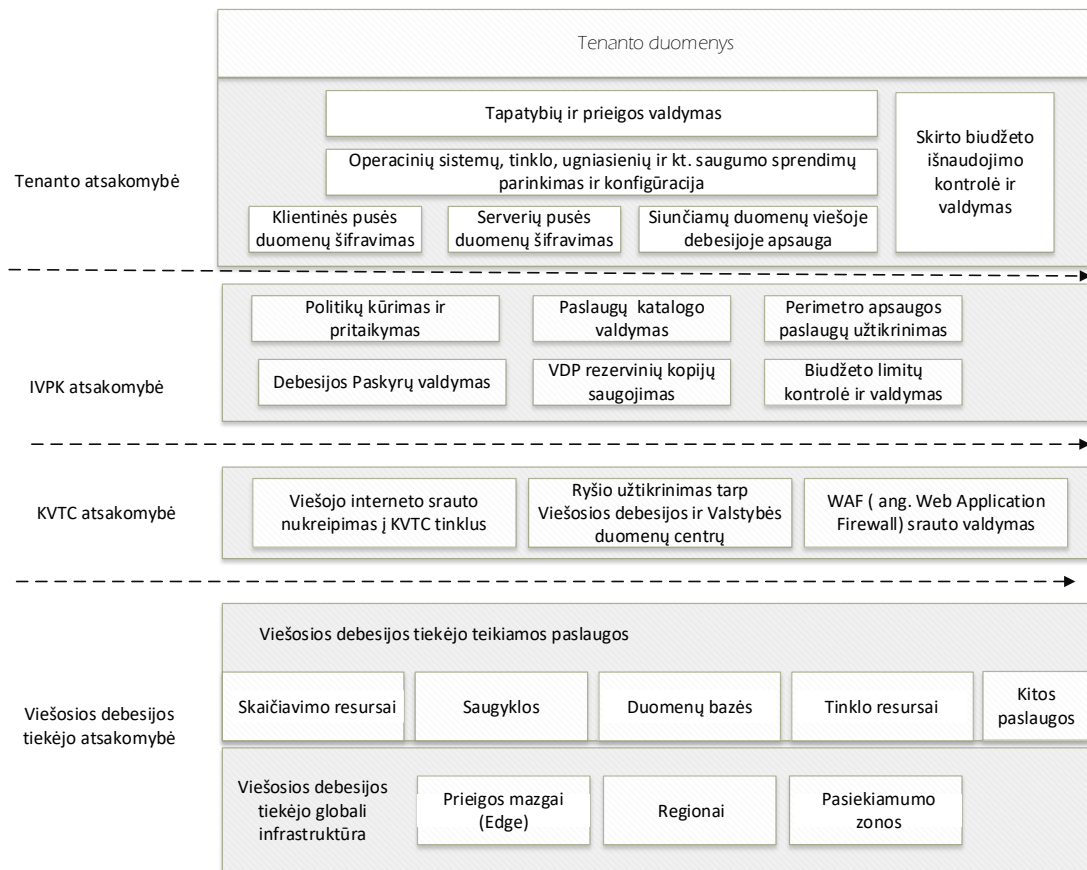 Tenanto duomenys
Tenanto atsakomybė
Tapatybių ir prieigos valdymas
Operacinių sistemų, tinklo, ugniasienių ir kt. saugumo sprendimų
parinkimas ir konfigūracija
Klientinės pusės
duomenų šifravimas
Serverių pusės
duomenų šifravimas
Siunčiamų duomenų viešoje
debesijoje apsauga
Skirto biudžeto
išnaudojimo
kontrolė ir
valdymas
IVPK atsakomybė
Politikų kūrimas ir
pritaikymas
Paslaugų katalogo
valdymas
Perimetro apsaugos
paslaugų užtikrinimas
Debesijos Paskyrų valdymas
VDP rezervinių kopijų
saugojimas
Biudžeto limitų
kontrolė ir valdymas
KVTC atsakomybė
Viešojo interneto srauto
nukreipimas į KVTC tinklus
Ryšio užtikrinimas tarp
Viešosios debesijos ir Valstybės
duomenų centrų
WAF ( ang. Web Application
Firewall) srauto valdymas
Viešosios debesijos
tiekėjo atsakomybė
Viešosios debesijos tiekėjo teikiamos paslaugos
Skaičiavimo resursai
Saugyklos
Duomenų bazės
Tinklo resursai
Kitos
paslaugos
Viešosios debesijos
tiekėjo globali
infrastruktūra
Prieigos mazgai
(Edge)
Regionai
Pasiekiamumo
zonos